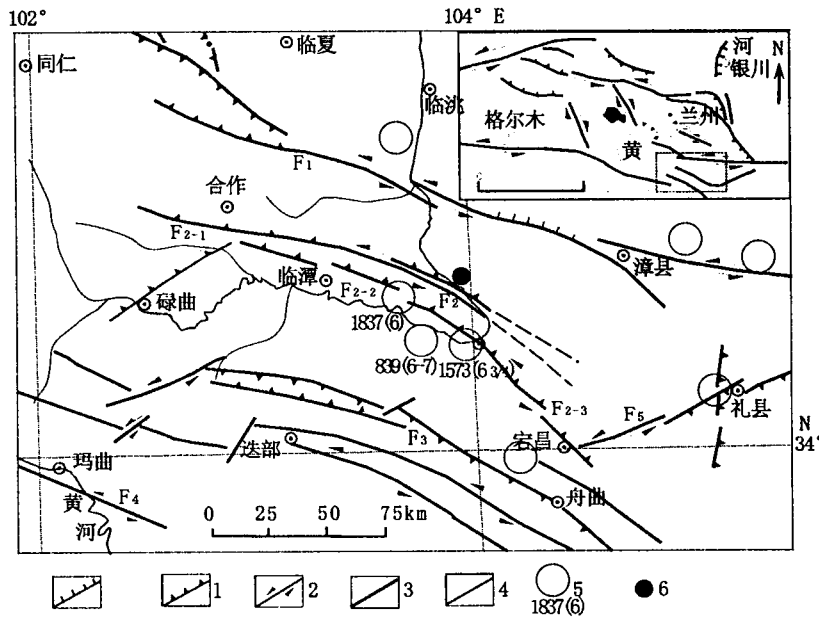 102°
104° E
临夏
同仁
临洮
河
银川
N
格尔木
兰州
黄
F1
合作
F2-1
临潭
F2-2
F2
漳县
碌曲
1837(6)
839(6-7)
1573(6 3/4)
F2-3
F5
礼县
F3
宕昌
N
34°
迭部
玛曲
F4
舟曲
黄
河
0 25 50 75km
1 2 3 4 5 6
1837(6)